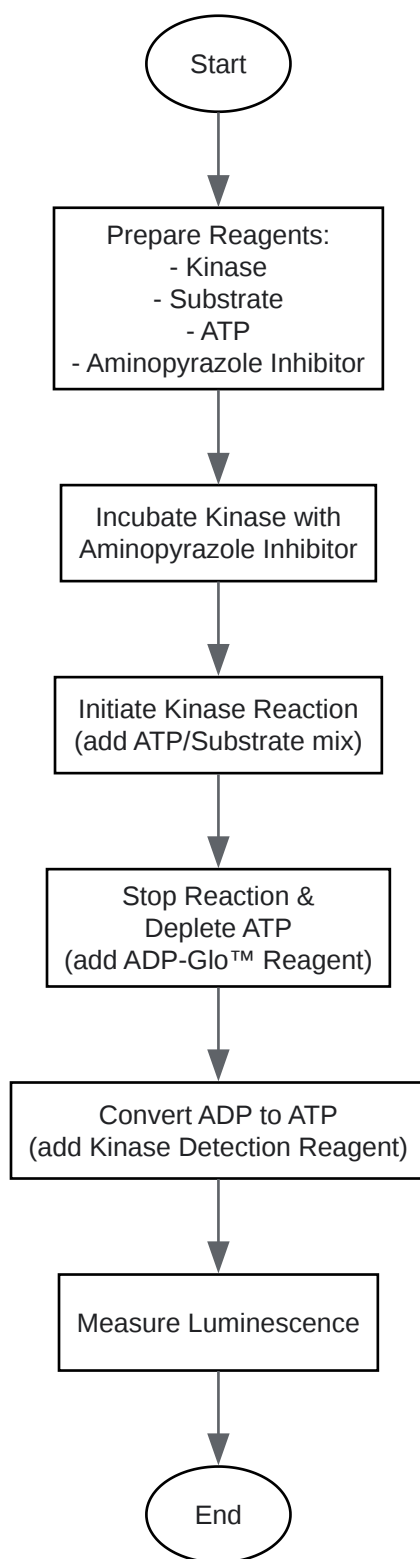 Start
Prepare Reagents:
- Kinase
- Substrate
- ATP
- Aminopyrazole Inhibitor
Incubate Kinase with
Aminopyrazole Inhibitor
Initiate Kinase Reaction
(add ATP/Substrate mix)
Stop Reaction &
Deplete ATP
(add ADP-Glo™ Reagent)
Convert ADP to ATP
(add Kinase Detection Reagent)
Measure Luminescence
End